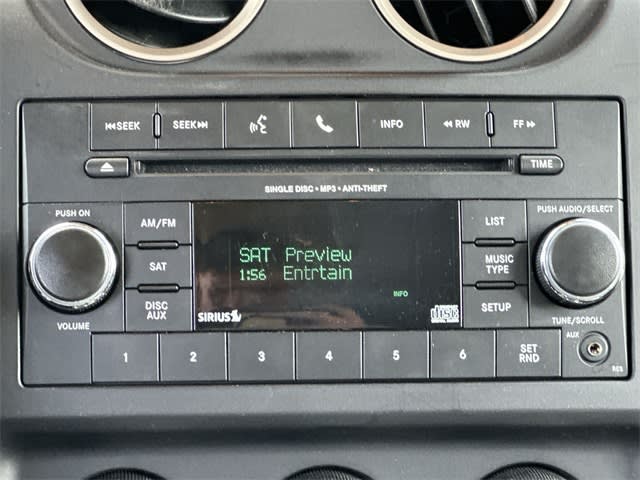 SEEK
SEEK
INFO
RW
FF
TIME
SINGLE DISC • MP3 • ANTI-THEFT
PUSH ON
VOLUME
AM/FM
SAT
DISC
AUX
SAT Preview
1:56 Entrtain
INFO
SIRIUS
LIST
MUSIC
TYPE
SETUP
PUSH AUDIO/SELECT
TUNE/SCROLL
1
2
3
4
5
6
SET
RND
AUX
RES